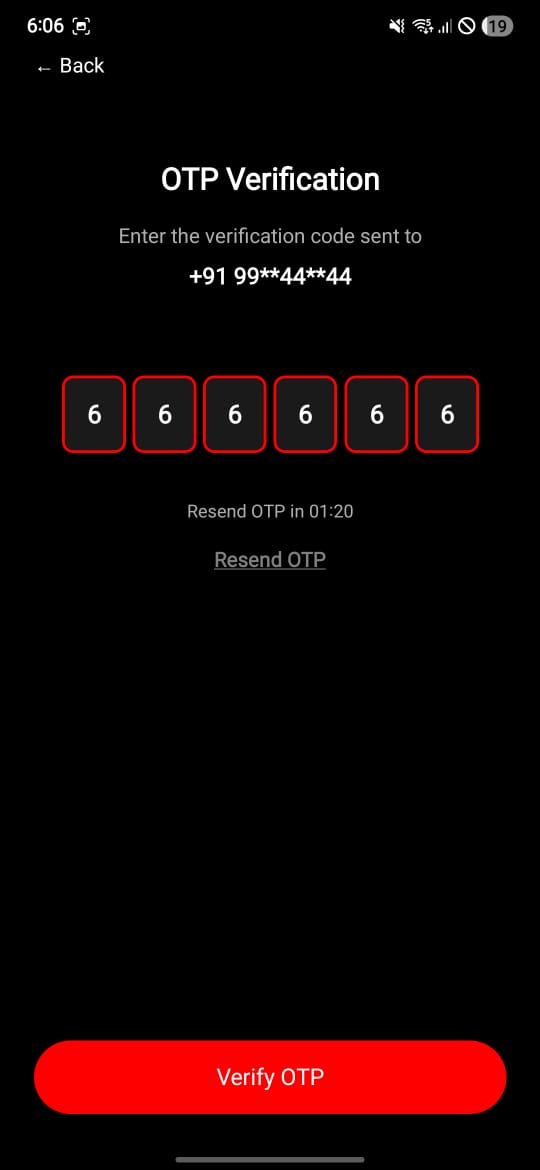 6:06 19
← Back
OTP Verification
Enter the verification code sent to
+91 99**44**44
6 6 6 6 6 6
Resend OTP in 01:20
Resend OTP
Verify OTP